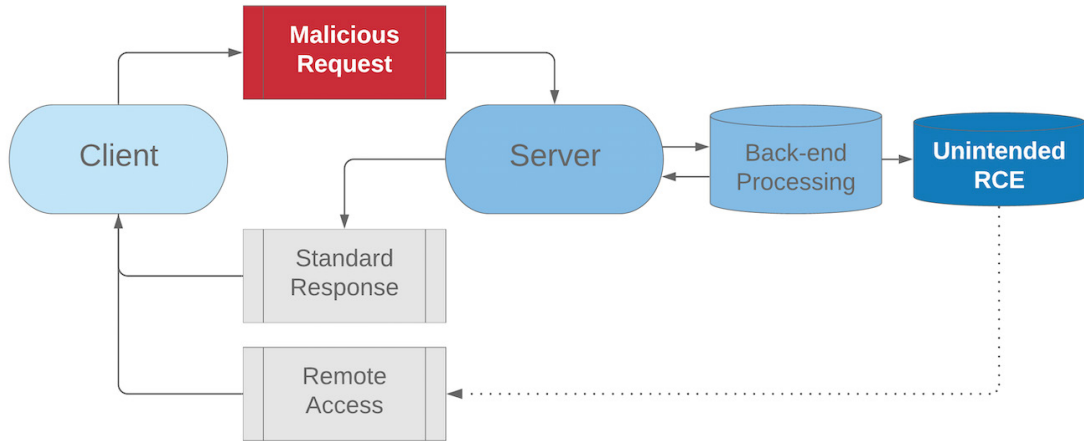 Malicious
Request
Client
Server
Back-end
Processing
Unintended
RCE
Standard
Response
Remote
Access